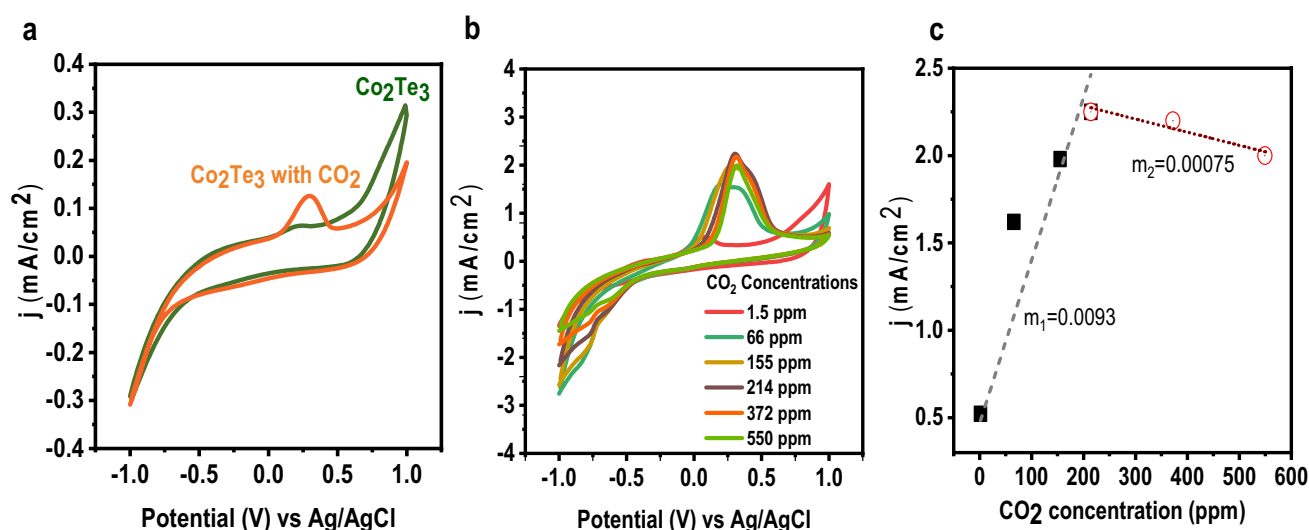 a
0.4
0.3
0.2
0.1
0.0
-0.1
-0.2
-0.3
-0.4
j (mA/cm2)
Co2Te3
Co2Te3 with CO2
-1.0 -0.5 0.0 0.5 1.0
Potential (V) vs Ag/AgCl
b
4
3
2
1
0
-1
-2
-3
-4
j (mA/cm2)
CO2 Concentrations
1.5 ppm
66 ppm
155 ppm
214 ppm
372 ppm
550 ppm
-1.0 -0.5 0.0 0.5 1.0
Potential (V) vs Ag/AgCl
c
2.5
2.0
1.5
1.0
0.5
j (mA/cm2)
m2=0.00075
m1=0.0093
0 100 200 300 400 500 600
CO2 concentration (ppm)